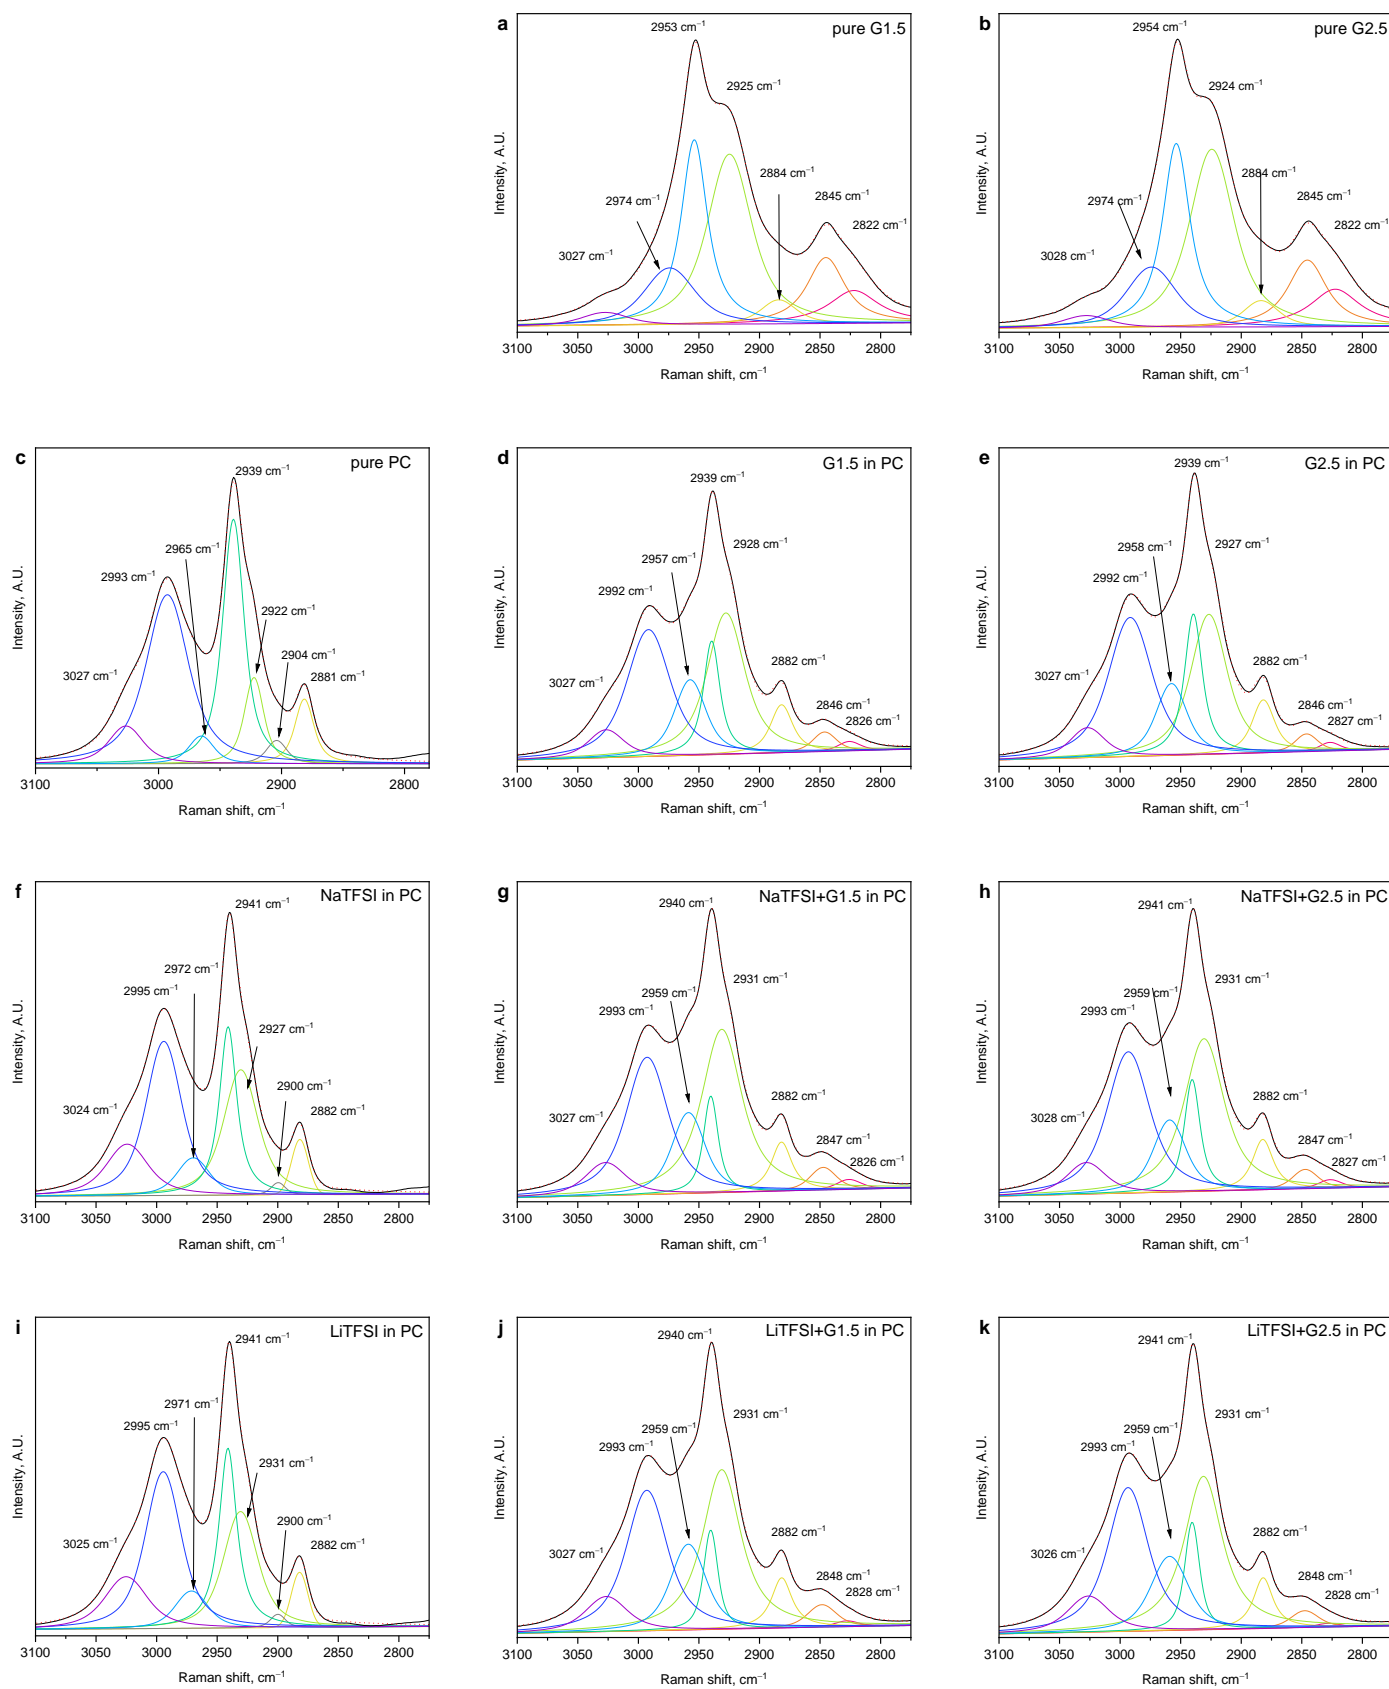 a
pure G1.5
2953 cm⁻¹
2925 cm⁻¹
2884 cm⁻¹
2845 cm⁻¹
2974 cm⁻¹
2822 cm⁻¹
3027 cm⁻¹
Intensity, A.U.
3100 3050 3000 2950 2900 2850 2800
Raman shift, cm⁻¹
b
pure G2.5
2954 cm⁻¹
2924 cm⁻¹
2884 cm⁻¹
2845 cm⁻¹
2974 cm⁻¹
2822 cm⁻¹
3028 cm⁻¹
Intensity, A.U.
3100 3050 3000 2950 2900 2850 2800
Raman shift, cm⁻¹
c
pure PC
2939 cm⁻¹
2965 cm⁻¹
2993 cm⁻¹
2922 cm⁻¹
2904 cm⁻¹
3027 cm⁻¹
2881 cm⁻¹
Intensity, A.U.
3100 3000 2900 2800
Raman shift, cm⁻¹
d
G1.5 in PC
2939 cm⁻¹
2928 cm⁻¹
2957 cm⁻¹
2992 cm⁻¹
3027 cm⁻¹
2882 cm⁻¹
2846 cm⁻¹
2826 cm⁻¹
Intensity, A.U.
3100 3050 3000 2950 2900 2850 2800
Raman shift, cm⁻¹
e
G2.5 in PC
2939 cm⁻¹
2958 cm⁻¹
2927 cm⁻¹
2992 cm⁻¹
3027 cm⁻¹
2882 cm⁻¹
2846 cm⁻¹
2827 cm⁻¹
Intensity, A.U.
3100 3050 3000 2950 2900 2850 2800
Raman shift, cm⁻¹
f
NaTFSI in PC
2941 cm⁻¹
2972 cm⁻¹
2995 cm⁻¹
2927 cm⁻¹
2900 cm⁻¹
3024 cm⁻¹
2882 cm⁻¹
Intensity, A.U.
3100 3050 3000 2950 2900 2850 2800
Raman shift, cm⁻¹
g
NaTFSI+G1.5 in PC
2940 cm⁻¹
2959 cm⁻¹
2931 cm⁻¹
2993 cm⁻¹
2882 cm⁻¹
3027 cm⁻¹
2847 cm⁻¹
2826 cm⁻¹
Intensity, A.U.
3100 3050 3000 2950 2900 2850 2800
Raman shift, cm⁻¹
h
NaTFSI+G2.5 in PC
2941 cm⁻¹
2959 cm⁻¹
2931 cm⁻¹
2993 cm⁻¹
2882 cm⁻¹
3028 cm⁻¹
2847 cm⁻¹
2827 cm⁻¹
Intensity, A.U.
3100 3050 3000 2950 2900 2850 2800
Raman shift, cm⁻¹
i
LiTFSI in PC
2941 cm⁻¹
2971 cm⁻¹
2995 cm⁻¹
2931 cm⁻¹
2900 cm⁻¹
3025 cm⁻¹
2882 cm⁻¹
Intensity, A.U.
3100 3050 3000 2950 2900 2850 2800
Raman shift, cm⁻¹
j
LiTFSI+G1.5 in PC
2940 cm⁻¹
2931 cm⁻¹
2959 cm⁻¹
2993 cm⁻¹
3027 cm⁻¹
2882 cm⁻¹
2848 cm⁻¹
2828 cm⁻¹
Intensity, A.U.
3100 3050 3000 2950 2900 2850 2800
Raman shift, cm⁻¹
k
LiTFSI+G2.5 in PC
2941 cm⁻¹
2931 cm⁻¹
2959 cm⁻¹
2993 cm⁻¹
3026 cm⁻¹
2882 cm⁻¹
2848 cm⁻¹
2828 cm⁻¹
Intensity, A.U.
3100 3050 3000 2950 2900 2850 2800
Raman shift, cm⁻¹